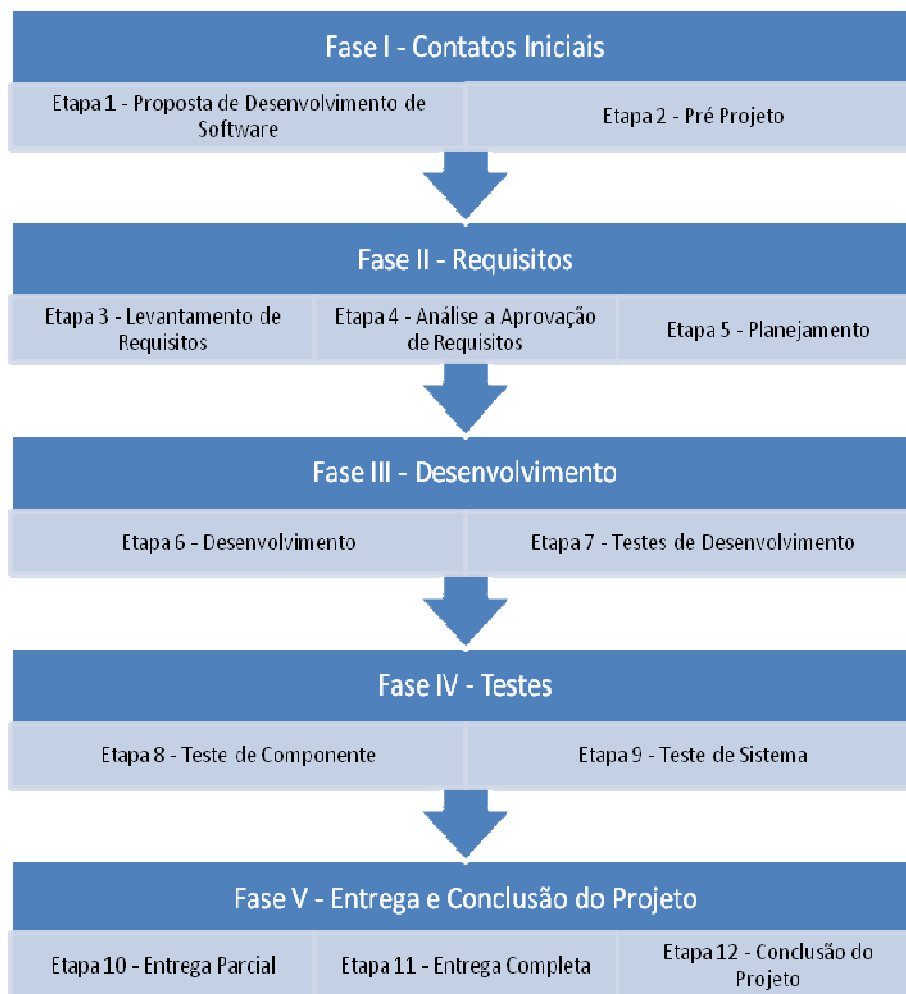 Fase I - Contatos Iniciais
Etapa 1 - Proposta de Desenvolvimento de
Software
Etapa 2 - Pré Projeto
Fase II - Requisitos
Etapa 3 - Levantamento de
Requisitos
Etapa 4 - Análise a Aprovação
de Requisitos
Etapa 5 - Planejamento
Fase III - Desenvolvimento
Etapa 6 - Desenvolvimento
Etapa 7 - Testes de Desenvolvimento
Fase IV - Testes
Etapa 8 - Teste de Componente
Etapa 9 - Teste de Sistema
Fase V - Entrega e Conclusão do Projeto
Etapa 10 - Entrega Parcial
Etapa 11 - Entrega Completa
Etapa 12 - Conclusão do
Projeto